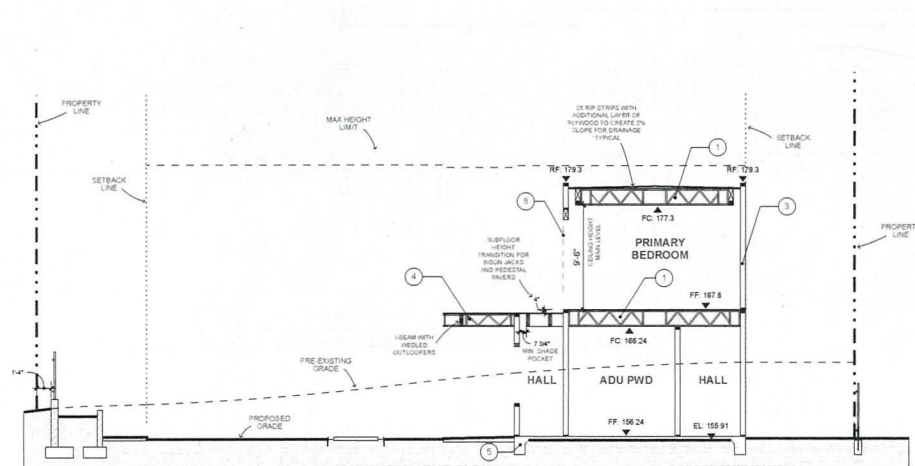 PROPERTY
LINE
MAX HEIGHT
LIMIT
2X RIP STRIPS WITH
ADDITIONAL LAYER OF
PLYWOOD TO CREATE 2%
SLOPE FOR DRAINAGE
TYPICAL
SETBACK
LINE
1
RF: 179.3
RF: 179.3
SETBACK
LINE
8
FC: 177.3
3
9'-6"
CEILING HEIGHT
MAIN LEVEL
PRIMARY
BEDROOM
PROPERT
LINE
SUBFLOOR
HEIGHT
TRANSITION FOR
BISON JACKS
AND PEDESTAL
PAVERS
4
4"
FF: 167.8
1
I-BEAM WITH
WEDLED
OUTLOOKERS
7 3/4"
MIN. SHADE
POCKET
FC: 166.24
PRE-EXISTING
GRADE
1'-4"
HALL
ADU PWD
HALL
PROPOSED
GRADE
FF: 156.24
EL: 155.91
5